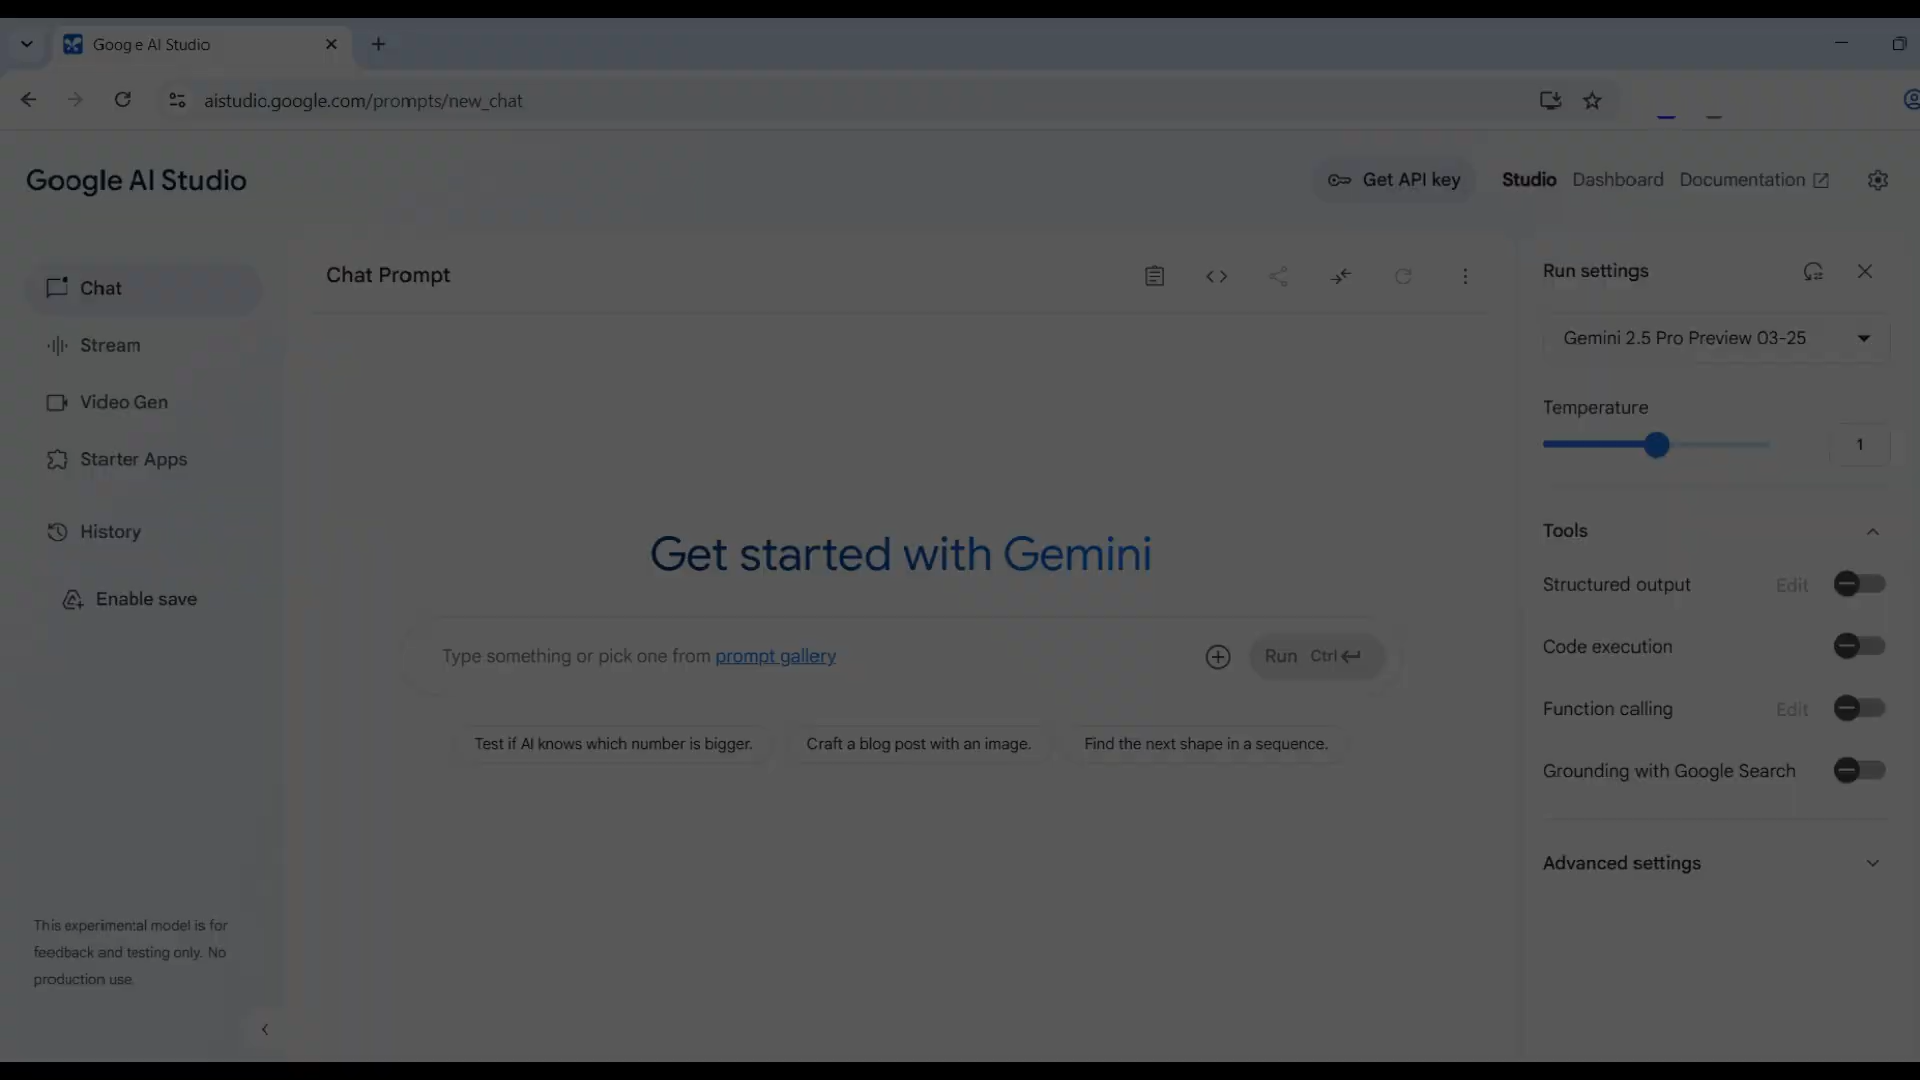 Google AI Studio
aistudio.google.com/prompts/new_chat
Google AI Studio
Get API key
Studio
Dashboard
Documentation
Chat
Stream
Video Gen
Starter Apps
History
Enable save
This experimental model is for
feedback and testing only. No
production use.
Chat Prompt
Get started with Gemini
Type something or pick one from prompt gallery
Run Ctrl
Test if AI knows which number is bigger.
Craft a blog post with an image.
Find the next shape in a sequence.
Run settings
Gemini 2.5 Pro Preview 03-25
Temperature
1
Tools
Structured output Edit
Code execution
Function calling Edit
Grounding with Google Search
Advanced settings